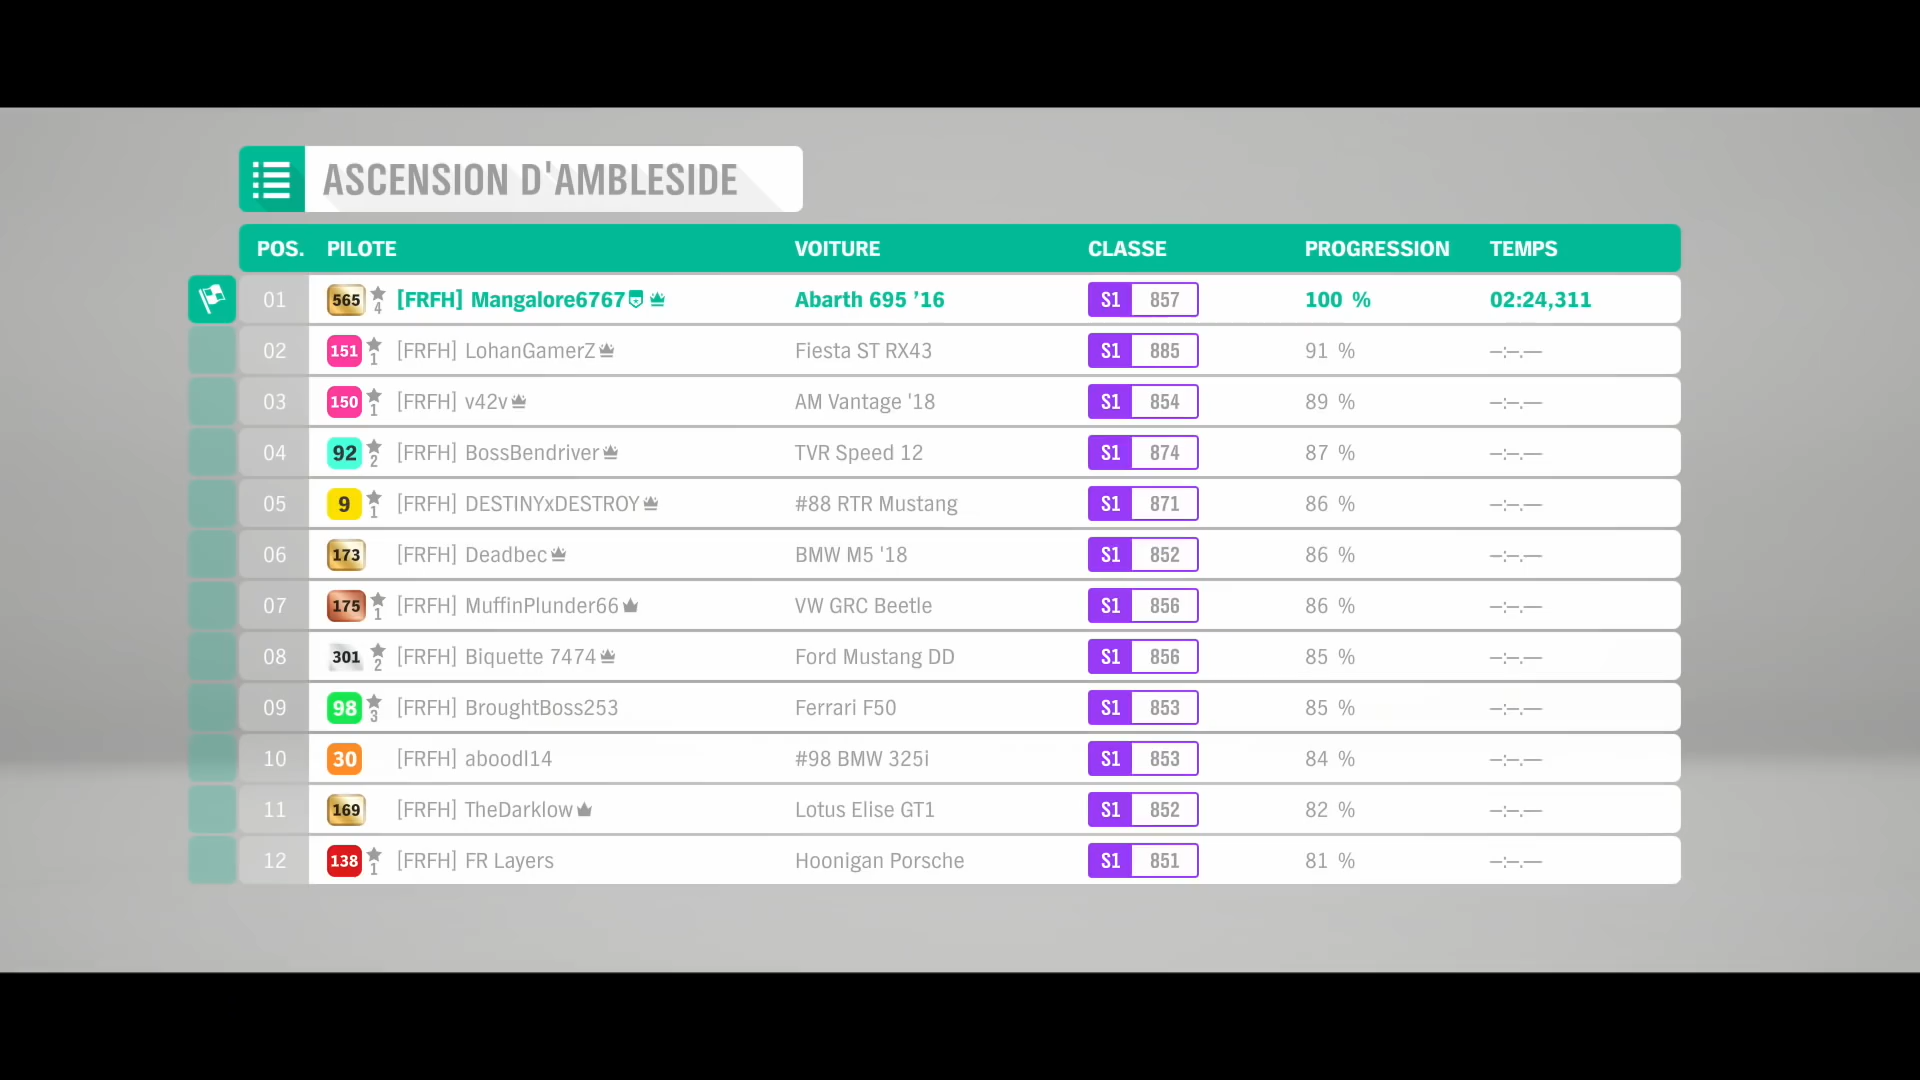 ASCENSION D'AMBLESIDE
POS. PILOTE VOITURE CLASSE PROGRESSION TEMPS
01 565 4 [FRFH] Mangalore6767 Abarth 695 ’16 S1 857 100 % 02:24,311
02 151 1 [FRFH] LohanGamerZ Fiesta ST RX43 S1 885 91 % –:–.––
03 150 1 [FRFH] v42v AM Vantage '18 S1 854 89 % –:–.––
04 92 2 [FRFH] BossBendriver TVR Speed 12 S1 874 87 % –:–.––
05 9 1 [FRFH] DESTINYxDESTROY #88 RTR Mustang S1 871 86 % –:–.––
06 173 [FRFH] Deadbec BMW M5 '18 S1 852 86 % –:–.––
07 175 1 [FRFH] MuffinPlunder66 VW GRC Beetle S1 856 86 % –:–.––
08 301 2 [FRFH] Biquette 7474 Ford Mustang DD S1 856 85 % –:–.––
09 98 3 [FRFH] BroughtBoss253 Ferrari F50 S1 853 85 % –:–.––
10 30 [FRFH] aboodl14 #98 BMW 325i S1 853 84 % –:–.––
11 169 [FRFH] TheDarklow Lotus Elise GT1 S1 852 82 % –:–.––
12 138 1 [FRFH] FR Layers Hoonigan Porsche S1 851 81 % –:–.––